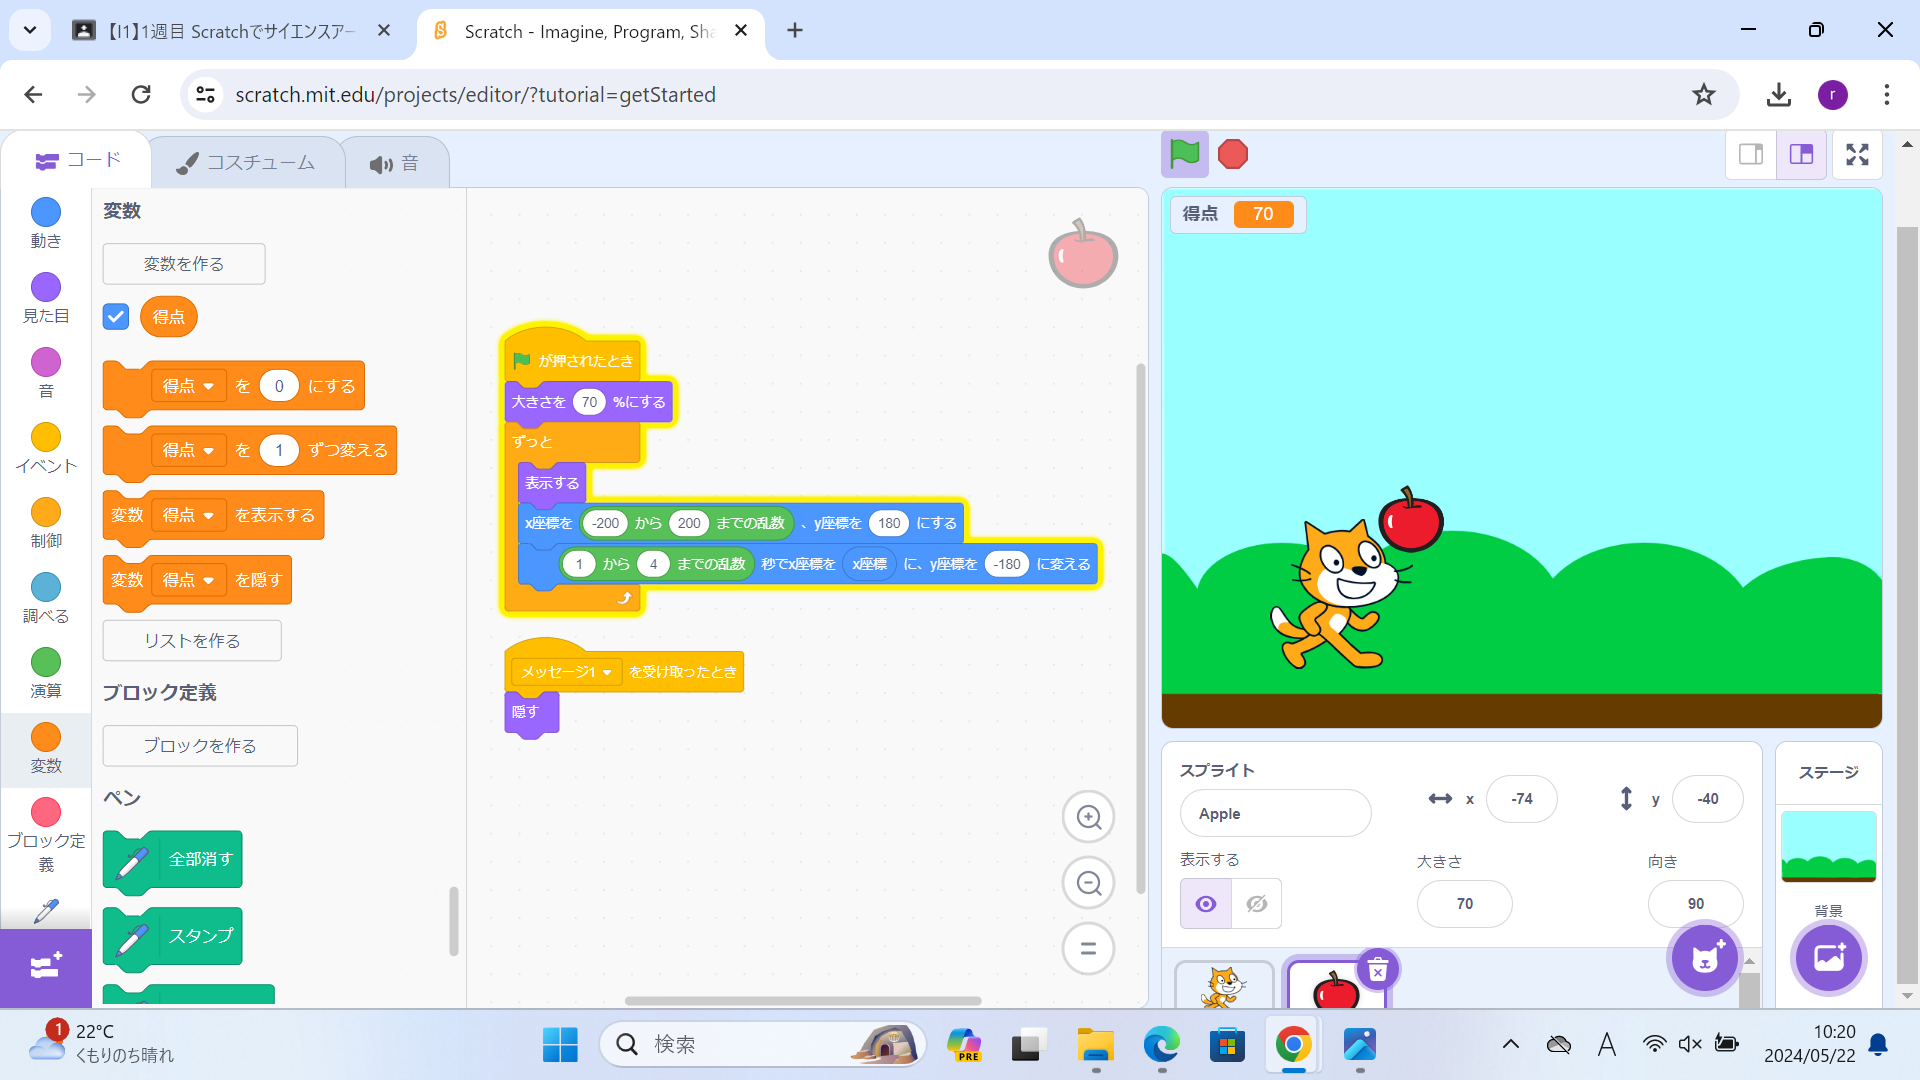 【I1】1週目 Scratchでサイエンスアー
Scratch - Imagine, Program, Sha
scratch.mit.edu/projects/editor/?tutorial=getStarted
r
コード
コスチューム
音
動き
見た目
音
イベント
制御
調べる
演算
変数
ブロック定義
変数
変数を作る
得点
得点 を 0 にする
得点 を 1 ずつ変える
変数 得点 を表示する
変数 得点 を隠す
リストを作る
ブロック定義
ブロックを作る
ペン
全部消す
スタンプ
が押されたとき
大きさを 70 %にする
ずっと
表示する
x座標を -200 から 200 までの乱数 、y座標を 180 にする
1 から 4 までの乱数 秒でx座標を x座標 に、y座標を -180 に変える
メッセージ1 を受け取ったとき
隠す
得点 70
スプライト
Apple
x -74
y -40
表示する
大きさ 70
向き 90
ステージ
背景
1
22°C
くもりのち晴れ
検索
PRE
A
10:20
2024/05/22